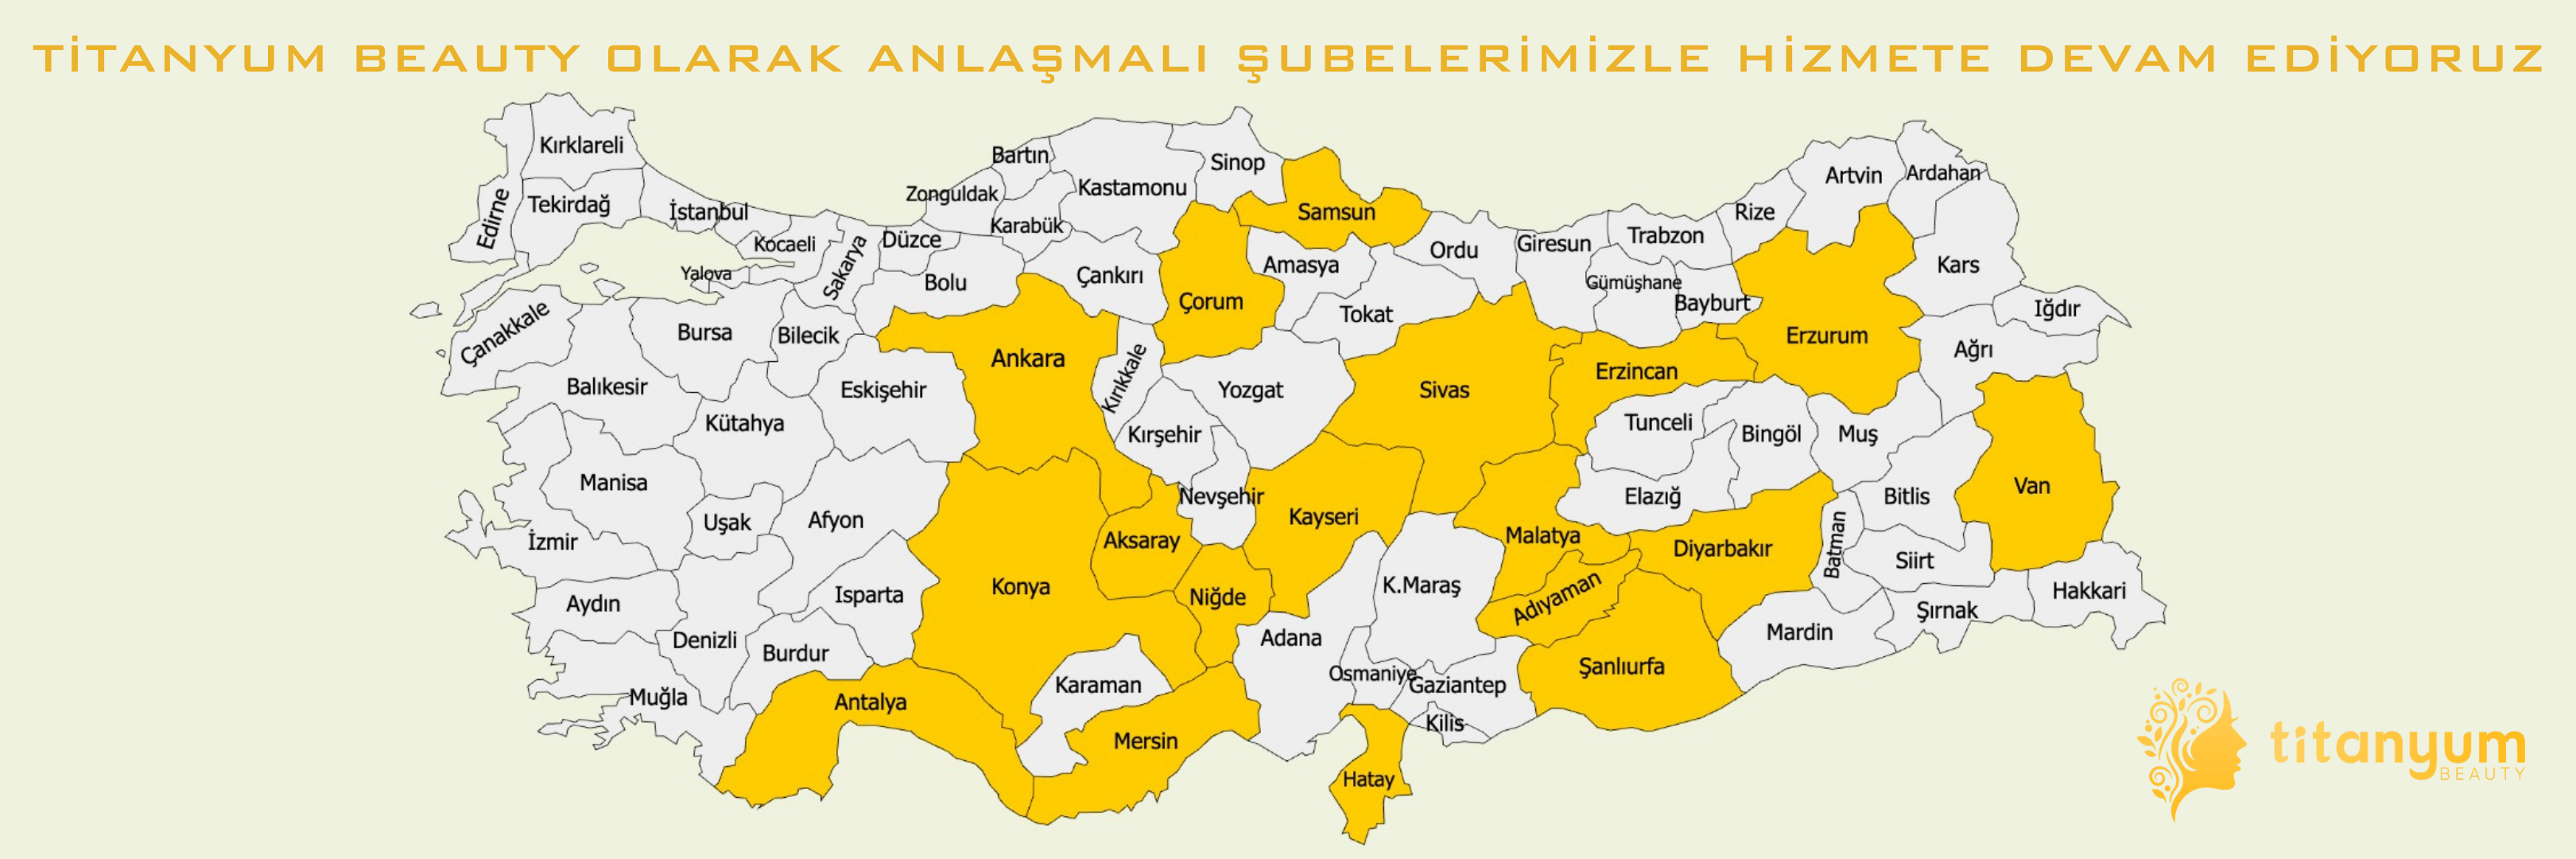 TİTANYUM BEAUTY OLARAK ANLAŞMALI ŞUBELERİMİZLE HİZMETE DEVAM EDİYORUZ
Kırklareli
Edirne
Tekirdağ
İstanbul
Kocaeli
Yalova
Sakarya
Düzce
Bolu
Zonguldak
Bartın
Karabük
Kastamonu
Sinop
Çankırı
Samsun
Çorum
Amasya
Tokat
Ordu
Giresun
Gümüşhane
Trabzon
Bayburt
Rize
Artvin
Ardahan
Kars
Iğdır
Ağrı
Erzurum
Erzincan
Çanakkale
Balıkesir
Bursa
Bilecik
Kütahya
Eskişehir
Ankara
Kırıkkale
Kırşehir
Yozgat
Sivas
Tunceli
Bingöl
Muş
Elazığ
Bitlis
Van
Manisa
İzmir
Uşak
Afyon
Isparta
Konya
Aksaray
Nevşehir
Niğde
Kayseri
K.Maraş
Malatya
Adıyaman
Diyarbakır
Batman
Siirt
Şırnak
Hakkari
Mardin
Şanlıurfa
Aydın
Denizli
Burdur
Muğla
Antalya
Karaman
Mersin
Adana
Osmaniye
Gaziantep
Kilis
Hatay
titanyum
BEAUTY